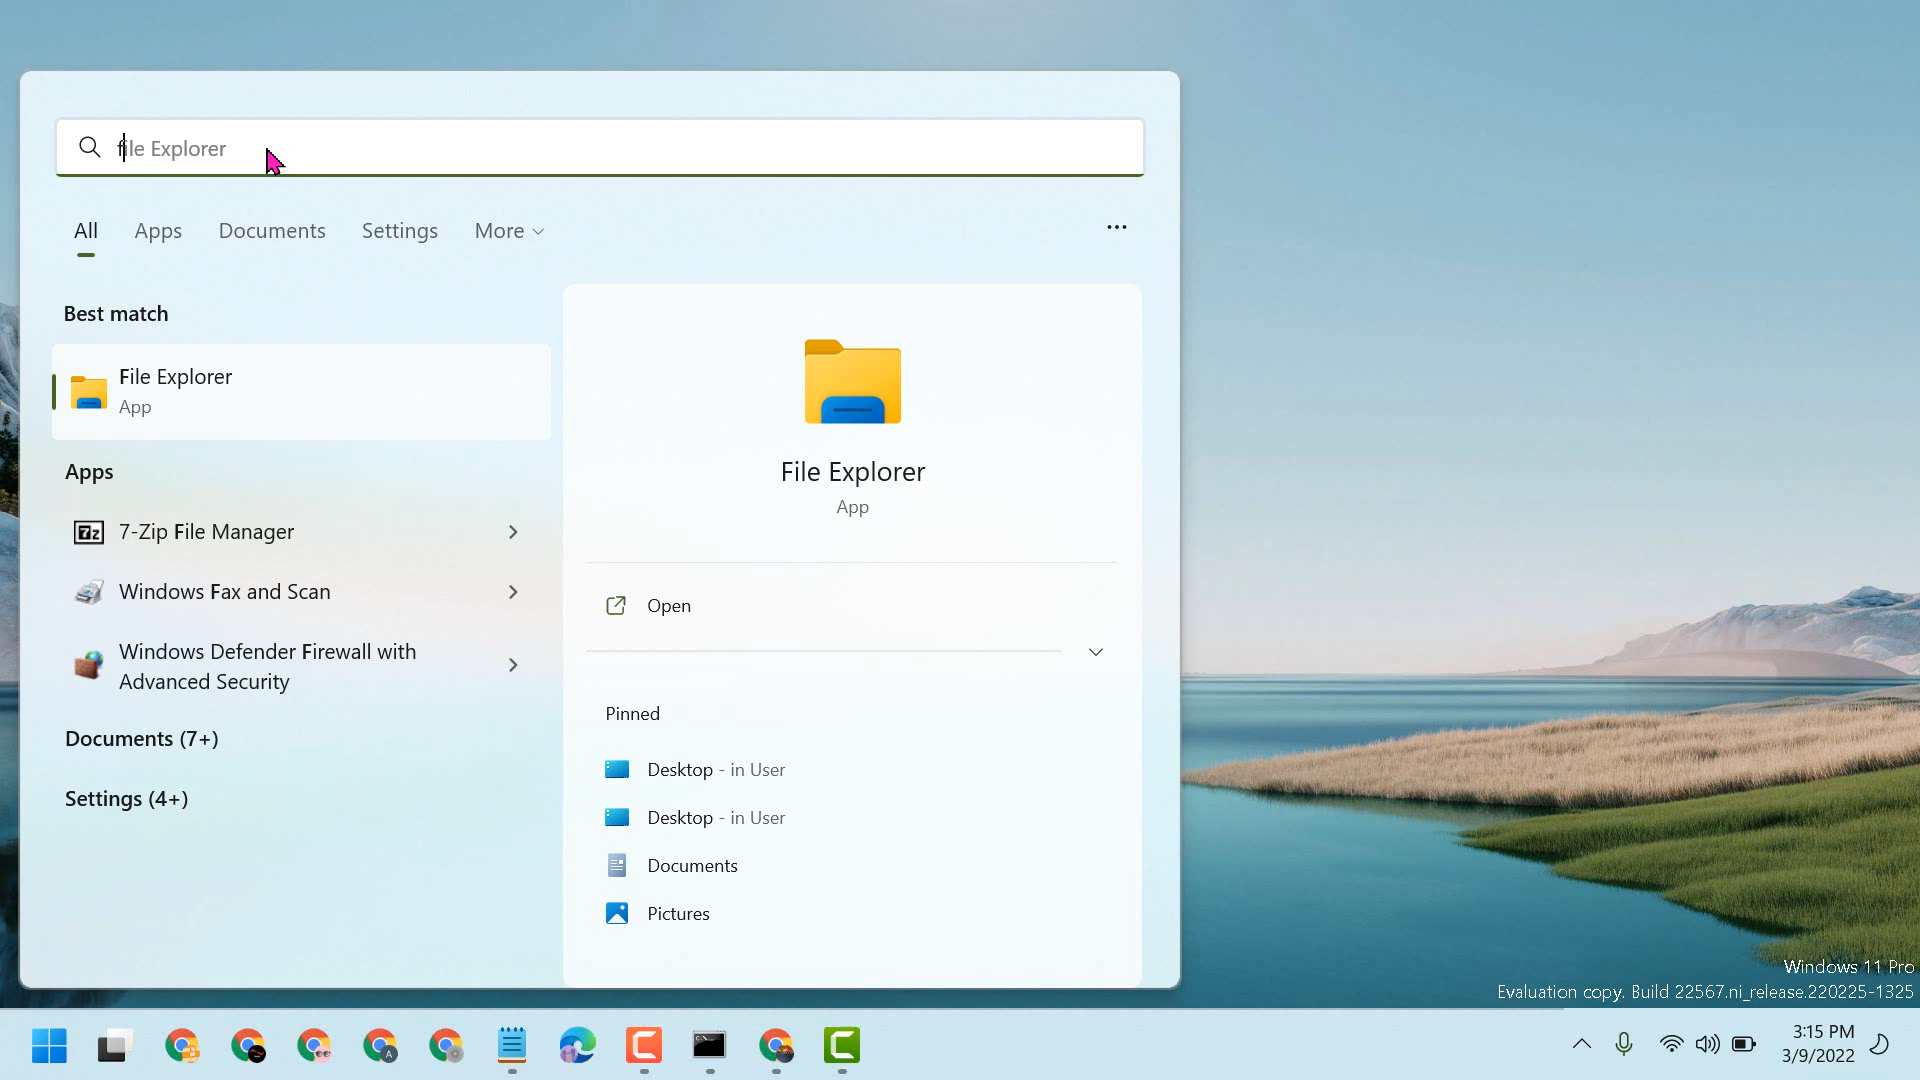 file Explorer
All Apps Documents Settings More
Best match
File Explorer
App
Apps
7-Zip File Manager
Windows Fax and Scan
Windows Defender Firewall with
Advanced Security
Documents (7+)
Settings (4+)
File Explorer
App
Open
Pinned
Desktop - in User
Desktop - in User
Documents
Pictures
Windows 11 Pro
Evaluation copy. Build 22567.ni_release.220225-1325
3:15 PM
3/9/2022